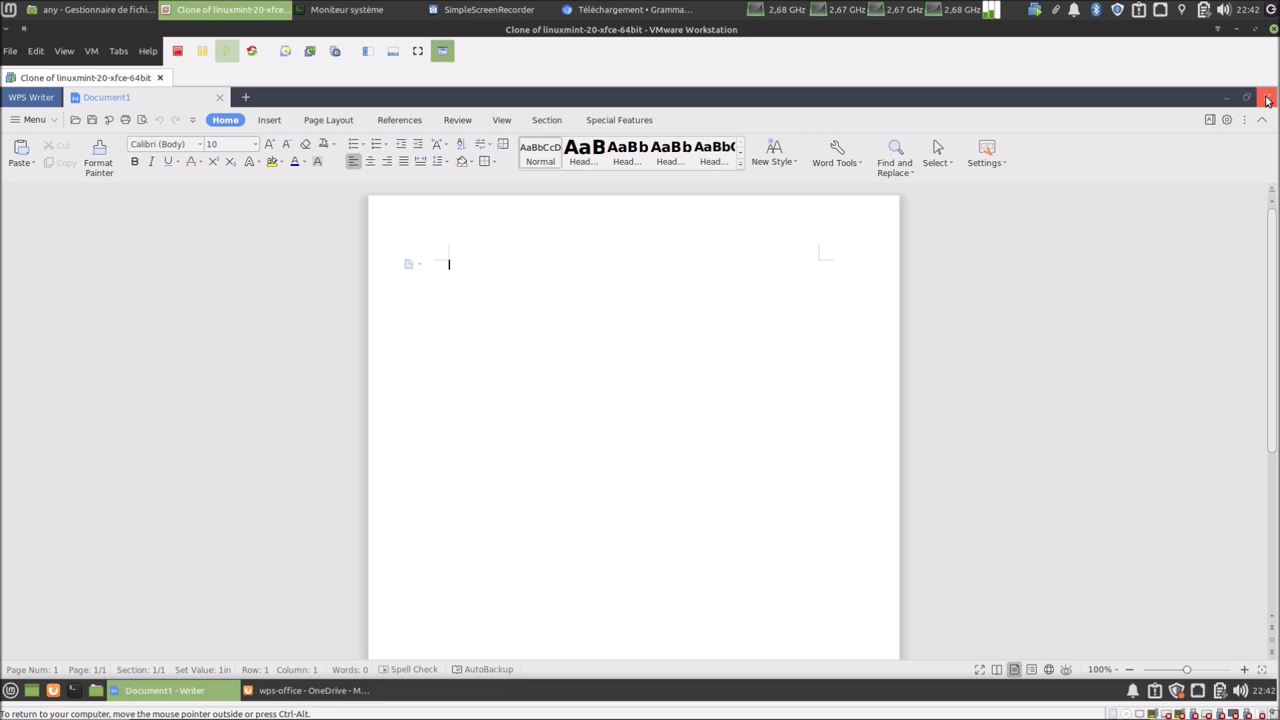 any - Gestionnaire de fichi... Clone of linuxmint-20-xfce... Moniteur système SimpleScreenRecorder Téléchargement • Gramma... 2,68 GHz 2,67 GHz 2,67 GHz 2,68 GHz 22:42
Clone of linuxmint-20-xfce-64bit - VMware Workstation
File Edit View VM Tabs Help
Clone of linuxmint-20-xfce-64bit
WPS Writer Document1
Menu Home Insert Page Layout References Review View Section Special Features
Paste Cut Copy Format Painter Calibri (Body) 10 AaBbCcD Normal AaB Head... AaBb Head... AaBb Head... AaBb( Head... New Style Word Tools Find and Replace Select Settings
Page Num: 1 Page: 1/1 Section: 1/1 Set Value: 1in Row: 1 Column: 1 Words: 0 Spell Check AutoBackup 100%
Document1 - Writer wps-office - OneDrive - M... 22:42
To return to your computer, move the mouse pointer outside or press Ctrl-Alt.